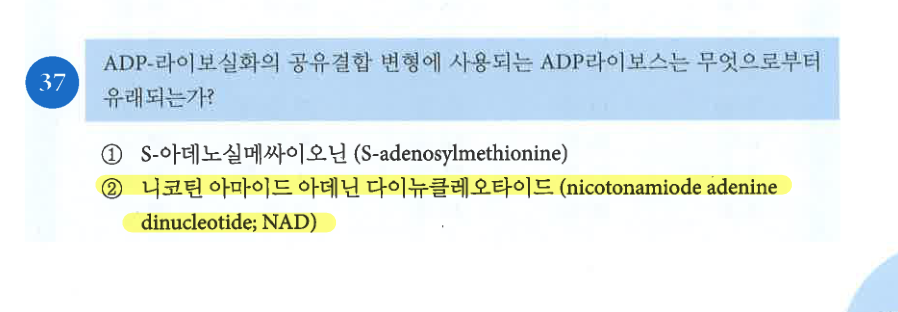 37
ADP-라이보실화의 공유결합 변형에 사용되는 ADP라이보스는 무엇으로부터
유래되는가?
① S-아데노실메싸이오닌 (S-adenosylmethionine)
② 니코틴 아마이드 아데닌 다이뉴클레오타이드 (nicotonamiode adenine
dinucleotide; NAD)